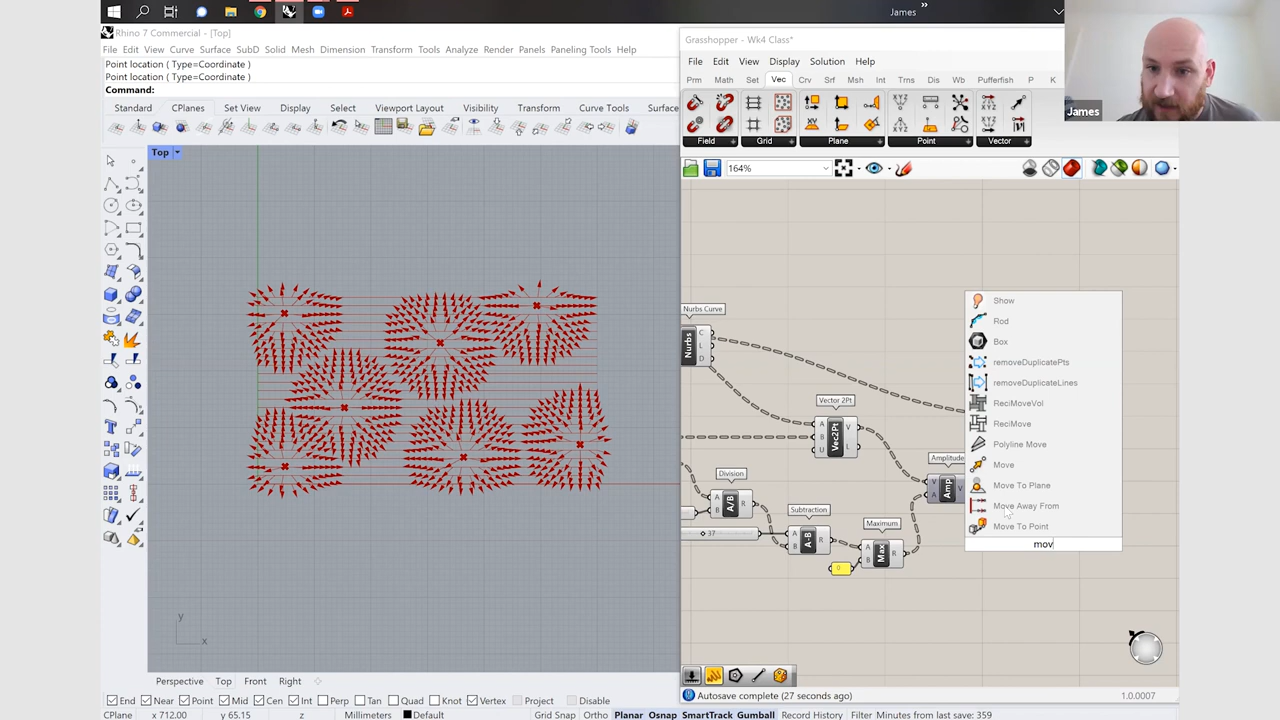 James
»
Rhino 7 Commercial - [Top]
File Edit View Curve Surface SubD Solid Mesh Dimension Transform Tools Analyze Render Panels Paneling Tools Help
Point location ( Type=Coordinate )
Point location ( Type=Coordinate )
Command:
Standard CPlanes Set View Display Select Viewport Layout Visibility Transform Curve Tools Surface
Top
y
x
Perspective Top Front Right
End Near Point Mid Cen Int Perp Tan Quad Knot Vertex Project Disable
CPlane x 712.00 y 65.15 z Millimeters Default Grid Snap Ortho Planar Osnap SmartTrack Gumball Record History Filter Minutes from last save: 359
Grasshopper - Wk4 Class*
File Edit View Display Solution Help
Prm Math Set Vec Crv Srf Msh Int Trns Dis Wb Pufferfish P K
Field Grid Plane Point Vector
164%
Nurbs Curve
Nurbs
C
L
D
Vector 2Pt
A
B
U
Vec2Pt
V
L
Division
A
B
A/B
R
37
Subtraction
A
B
A-B
R
Maximum
A
B
Max
R
0
Amplitude
V
A
Amp
V
Show
Rod
Box
removeDuplicatePts
removeDuplicateLines
ReciMoveVol
ReciMove
Polyline Move
Move
Move To Plane
Move Away From
Move To Point
mov
Autosave complete (27 seconds ago)
1.0.0007
James